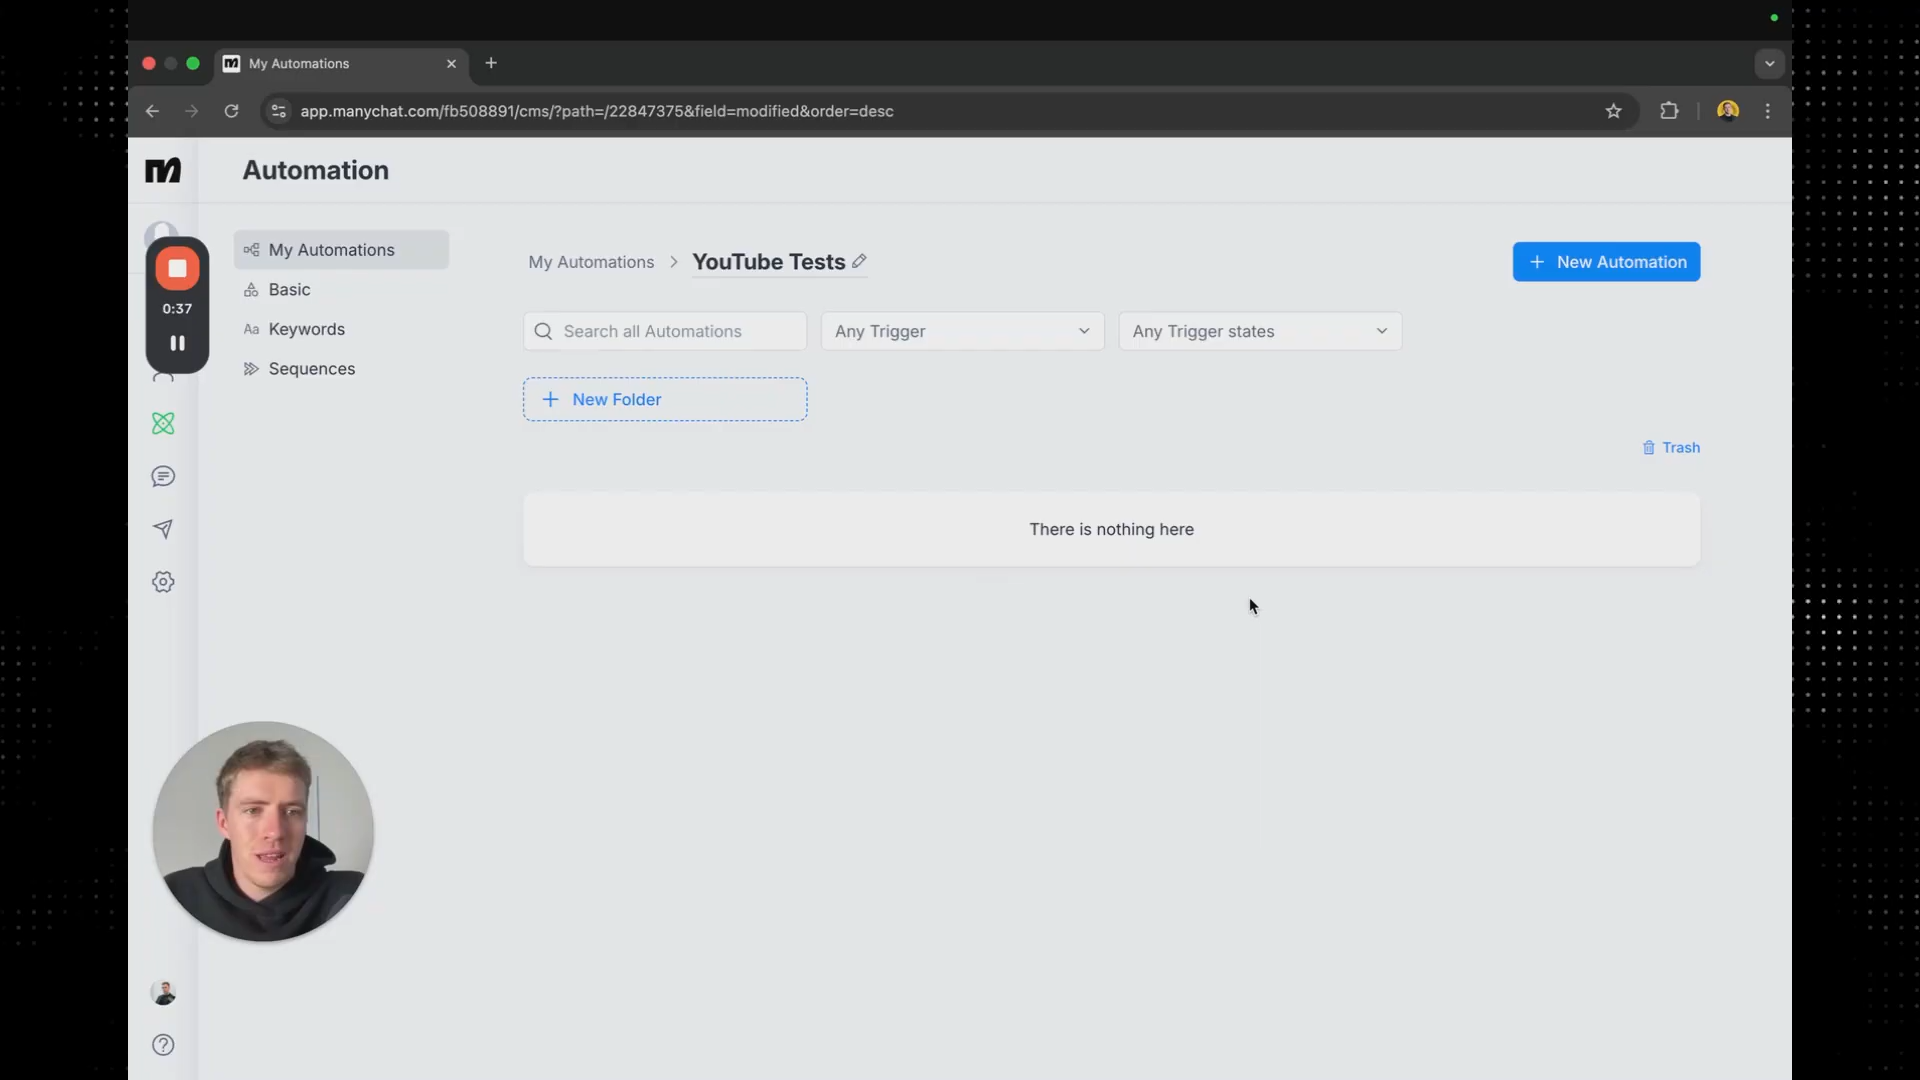 My Automations
app.manychat.com/fb508891/cms/?path=/22847375&field=modified&order=desc
Automation
My Automations
Basic
Aa Keywords
Sequences
0:37
My Automations > YouTube Tests
+ New Automation
Search all Automations
Any Trigger
Any Trigger states
+ New Folder
Trash
There is nothing here